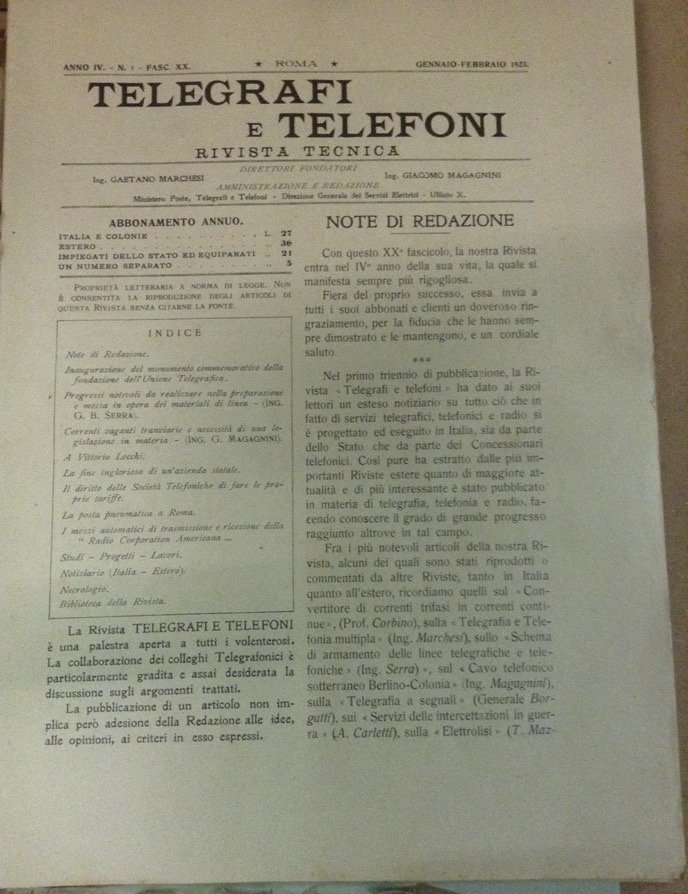 ANNO IV. - N. 1 - FASC. XX.
★ ROMA ★
GENNAIO-FEBBRAIO 1923.
TELEGRAFI
E TELEFONI
RIVISTA TECNICA
DIRETTORI FONDATORI
Ing. GAETANO MARCHESI
Ing. GIACOMO MAGAGNINI
AMMINISTRAZIONE E REDAZIONE
Ministero Poste, Telegrafi e Telefoni - Direzione Generale dei Servizi Elettrici - Ufficio X.
ABBONAMENTO ANNUO.
ITALIA E COLONIE . . . . . . . . . . L. 27
ESTERO . . . . . . . . . . . . . . . „ 36
IMPIEGATI DELLO STATO ED EQUIPARATI „ 21
UN NUMERO SEPARATO . . . . . . . . . „ 5
PROPRIETÀ LETTERARIA A NORMA DI LEGGE. NON
È CONSENTITA LA RIPRODUZIONE DEGLI ARTICOLI DI
QUESTA RIVISTA SENZA CITARNE LA FONTE.
INDICE
Note di Redazione.
Inaugurazione del monumento commemorativo della
fondazione dell'Unione Telegrafica.
Progressi notevoli da realizzare nella preparazione
e messa in opera dei materiali di linea - (ING.
G. B. SERRA).
Correnti vaganti tranviarie e necessità di una le-
gislazione in materia - (ING. G. MAGAGNINI).
A Vittorio Locchi.
La fine ingloriosa di un'azienda statale.
Il diritto delle Società Telefoniche di fare le pro-
prie tariffe.
La posta pneumatica a Roma.
I mezzi automatici di trasmissione e ricezione della
" Radio Corporation Americana „.
Studi - Progetti - Lavori.
Notiziario (Italia - Estero).
Necrologio.
Biblioteca della Rivista.
La Rivista TELEGRAFI E TELEFONI
è una palestra aperta a tutti i volenterosi.
La collaborazione dei colleghi Telegrafonici è
particolarmente gradita e assai desiderata la
discussione sugli argomenti trattati.
La pubblicazione di un articolo non im-
plica però adesione della Redazione alle idee,
alle opinioni, ai criteri in esso espressi.
NOTE DI REDAZIONE
Con questo XXº fascicolo, la nostra Rivista
entra nel IVº anno della sua vita, la quale si
manifesta sempre più rigogliosa.
Fiera del proprio successo, essa invia a
tutti i suoi abbonati e clienti un doveroso rin-
graziamento, per la fiducia che le hanno sem-
pre dimostrato e le mantengono, e un cordiale
saluto.
***
Nel primo triennio di pubblicazione, la Ri-
vista « Telegrafi e telefoni » ha dato ai suoi
lettori un esteso notiziario su tutto ciò che in
fatto di servizi telegrafici, telefonici e radio si
è progettato ed eseguito in Italia, sia da parte
dello Stato che da parte dei Concessionari
telefonici. Così pure ha estratto dalle più im-
portanti Riviste estere quanto di maggiore at-
tualità e di più interessante è stato pubblicato
in materia di telegrafia, telefonia e radio, fa-
cendo conoscere il grado di grande progresso
raggiunto altrove in tal campo.
Fra i più notevoli articoli della nostra Ri-
vista, alcuni dei quali sono stati riprodotti o
commentati da altre Riviste, tanto in Italia
quanto all'estero, ricordiamo quelli sul « Con-
vertitore di correnti trifasi in correnti conti-
nue », (Prof. Corbino), sulla « Telegrafia e Tele-
fonia multipla » (Ing. Marchesi), sullo « Schema
di armamento delle linee telegrafiche e tele-
foniche » (Ing. Serra) », sul « Cavo telefonico
sotterraneo Berlino-Colonia » (Ing. Magagnini),
sulla « Telegrafia a segnali » (Generale Bor-
gatti), sui « Servizi delle intercettazioni in guer-
ra » (A. Carletti), sulla « Elettrolisi » (T. Maz-